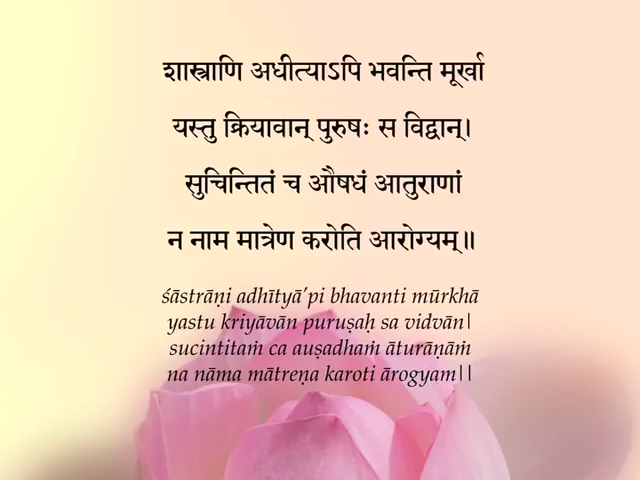 शास्त्राणि अधीत्याऽपि भवन्ति मूर्खा
यस्तु क्रियावान् पुरुषः स विद्वान्।
सुचिन्तितं च औषधं आतुराणां
न नाम मात्रेण करोति आरोग्यम्॥
śāstrāṇi adhītyā’pi bhavanti mūrkhā
yastu kriyāvān puruṣaḥ sa vidvān|
sucintitaṁ ca auṣadhaṁ āturāṇāṁ
na nāma mātreṇa karoti ārogyam||